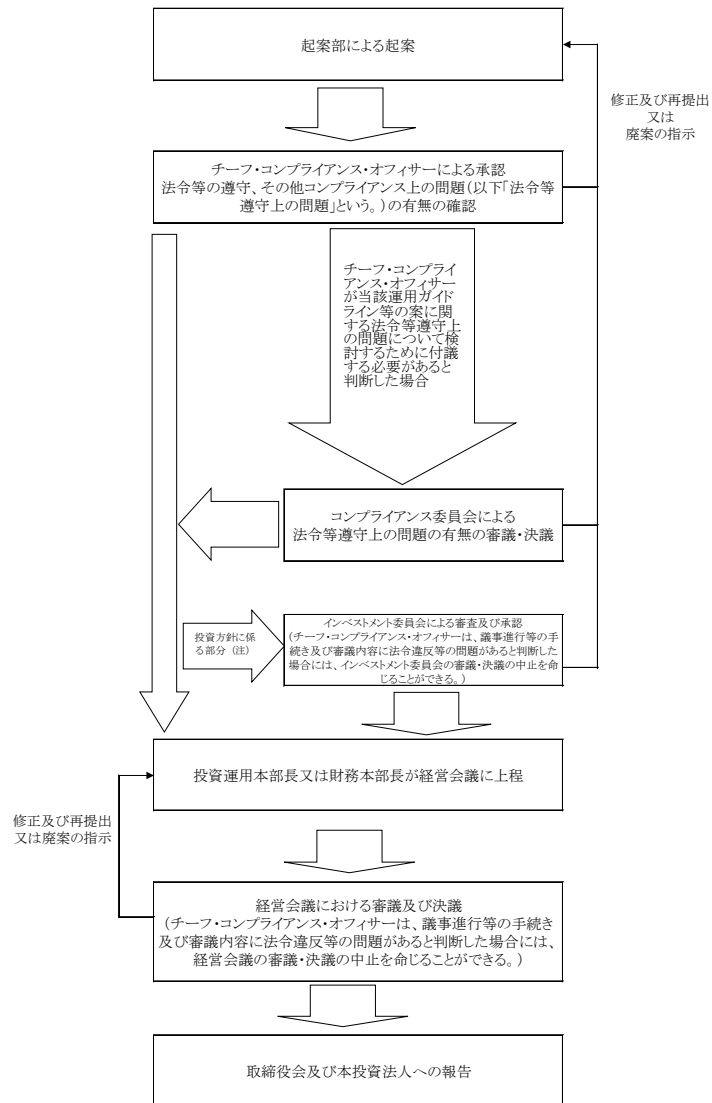 起案部による起案
修正及び再提出
又は
廃案の指示
チーフ・コンプライアンス・オフィサーによる承認
法令等の遵守、その他コンプライアンス上の問題(以下「法令等
遵守上の問題」という。)の有無の確認
チーフ・コンプライ
アンス・オフィサー
が当該運用ガイド
ライン等の案に関
する法令等遵守上
の問題について検
討するために付議
する必要があると
判断した場合
コンプライアンス委員会による
法令等遵守上の問題の有無の審議・決議
投資方針に係
る部分（注）
インベストメント委員会による審査及び承認
(チーフ・コンプライアンス・オフィサーは、議事進行等の手
続き及び審議内容に法令違反等の問題があると判断した
場合には、インベストメント委員会の審議・決議の中止を命
じることができる。)
投資運用本部長又は財務本部長が経営会議に上程
修正及び再提出
又は廃案の指示
経営会議における審議及び決議
(チーフ・コンプライアンス・オフィサーは、議事進行等の手続き
及び審議内容に法令違反等の問題があると判断した場合には、
経営会議の審議・決議の中止を命じることができる。)
取締役会及び本投資法人への報告